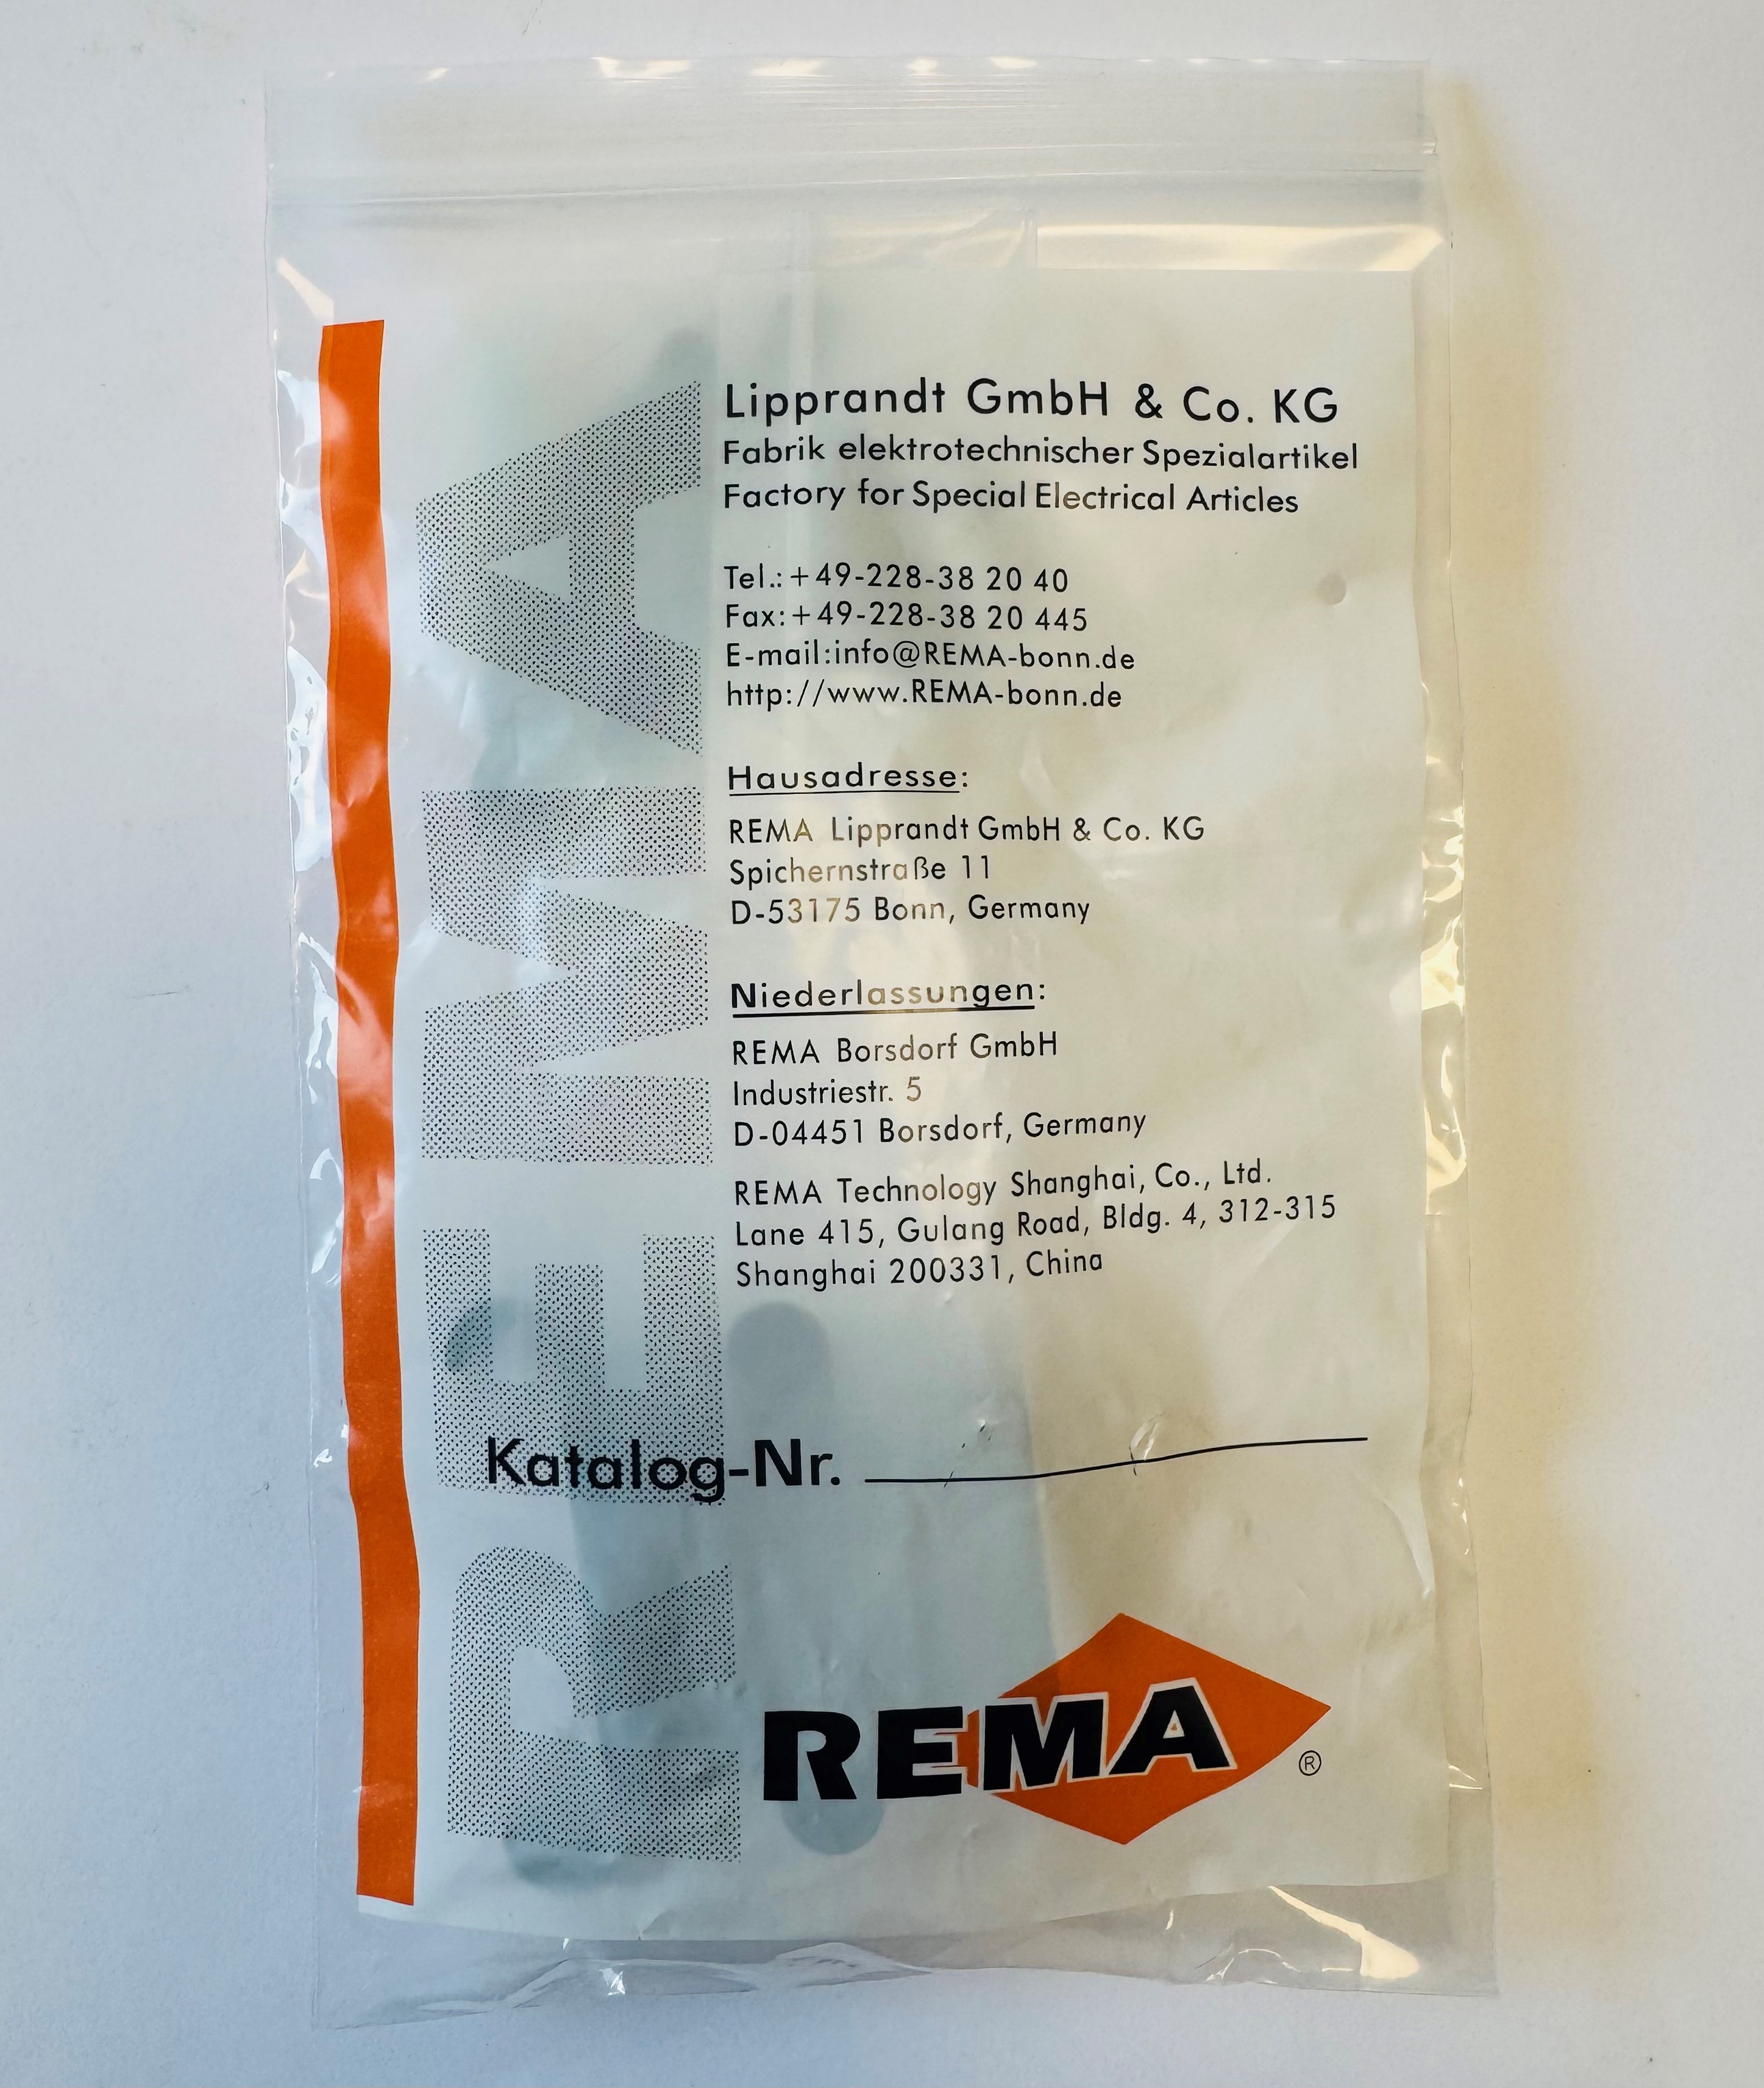 REMA
Lipprandt GmbH & Co. KG
Fabrik elektrotechnischer Spezialartikel
Factory for Special Electrical Articles
Tel.:+49-228-38 20 40
Fax:+49-228-38 20 445
E-mail:info@REMA-bonn.de
http://www.REMA-bonn.de
Hausadresse:
REMA Lipprandt GmbH & Co. KG
Spichernstraße 11
D-53175 Bonn, Germany
Niederlassungen:
REMA Borsdorf GmbH
Industriestr. 5
D-04451 Borsdorf, Germany
REMA Technology Shanghai, Co., Ltd.
Lane 415, Gulang Road, Bldg. 4, 312-315
Shanghai 200331, China
Katalog-Nr.
REMA ®